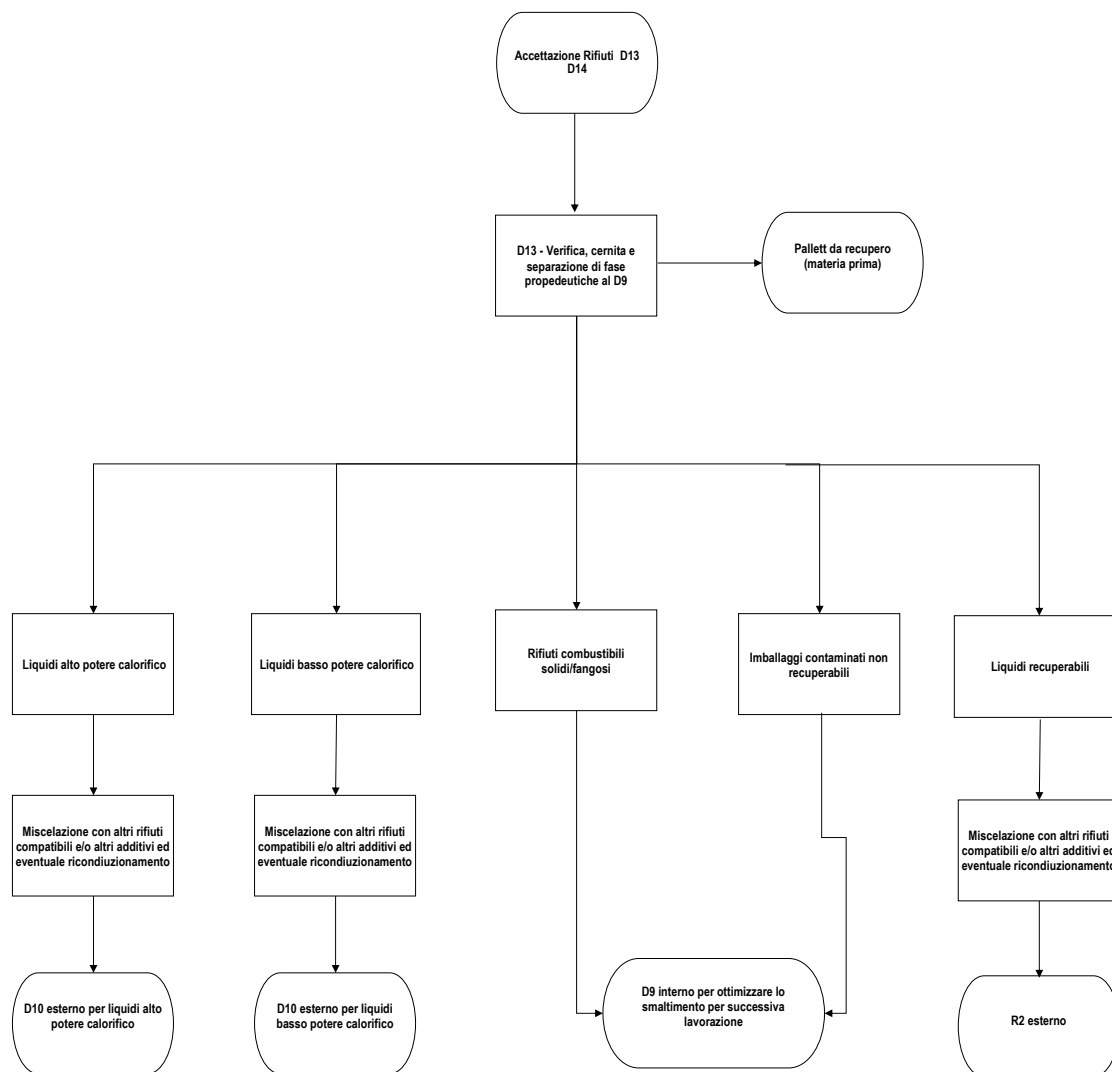 Accettazione Rifiuti D13
D14
D13 - Verifica, cernita e
separazione di fase
propedeutiche al D9
Pallett da recupero
(materia prima)
Liquidi alto potere calorifico
Liquidi basso potere calorifico
Rifiuti combustibili
solidi/fangosi
Imballaggi contaminati non
recuperabili
Liquidi recuperabili
Miscelazione con altri rifiuti
compatibili e/o altri additivi ed
eventuale ricondiuzionamento
Miscelazione con altri rifiuti
compatibili e/o altri additivi ed
eventuale ricondiuzionamento
Miscelazione con altri rifiuti
compatibili e/o altri additivi ed
eventuale ricondiuzionamento
D10 esterno per liquidi alto
potere calorifico
D10 esterno per liquidi
basso potere calorifico
D9 interno per ottimizzare lo
smaltimento per successiva
lavorazione
R2 esterno